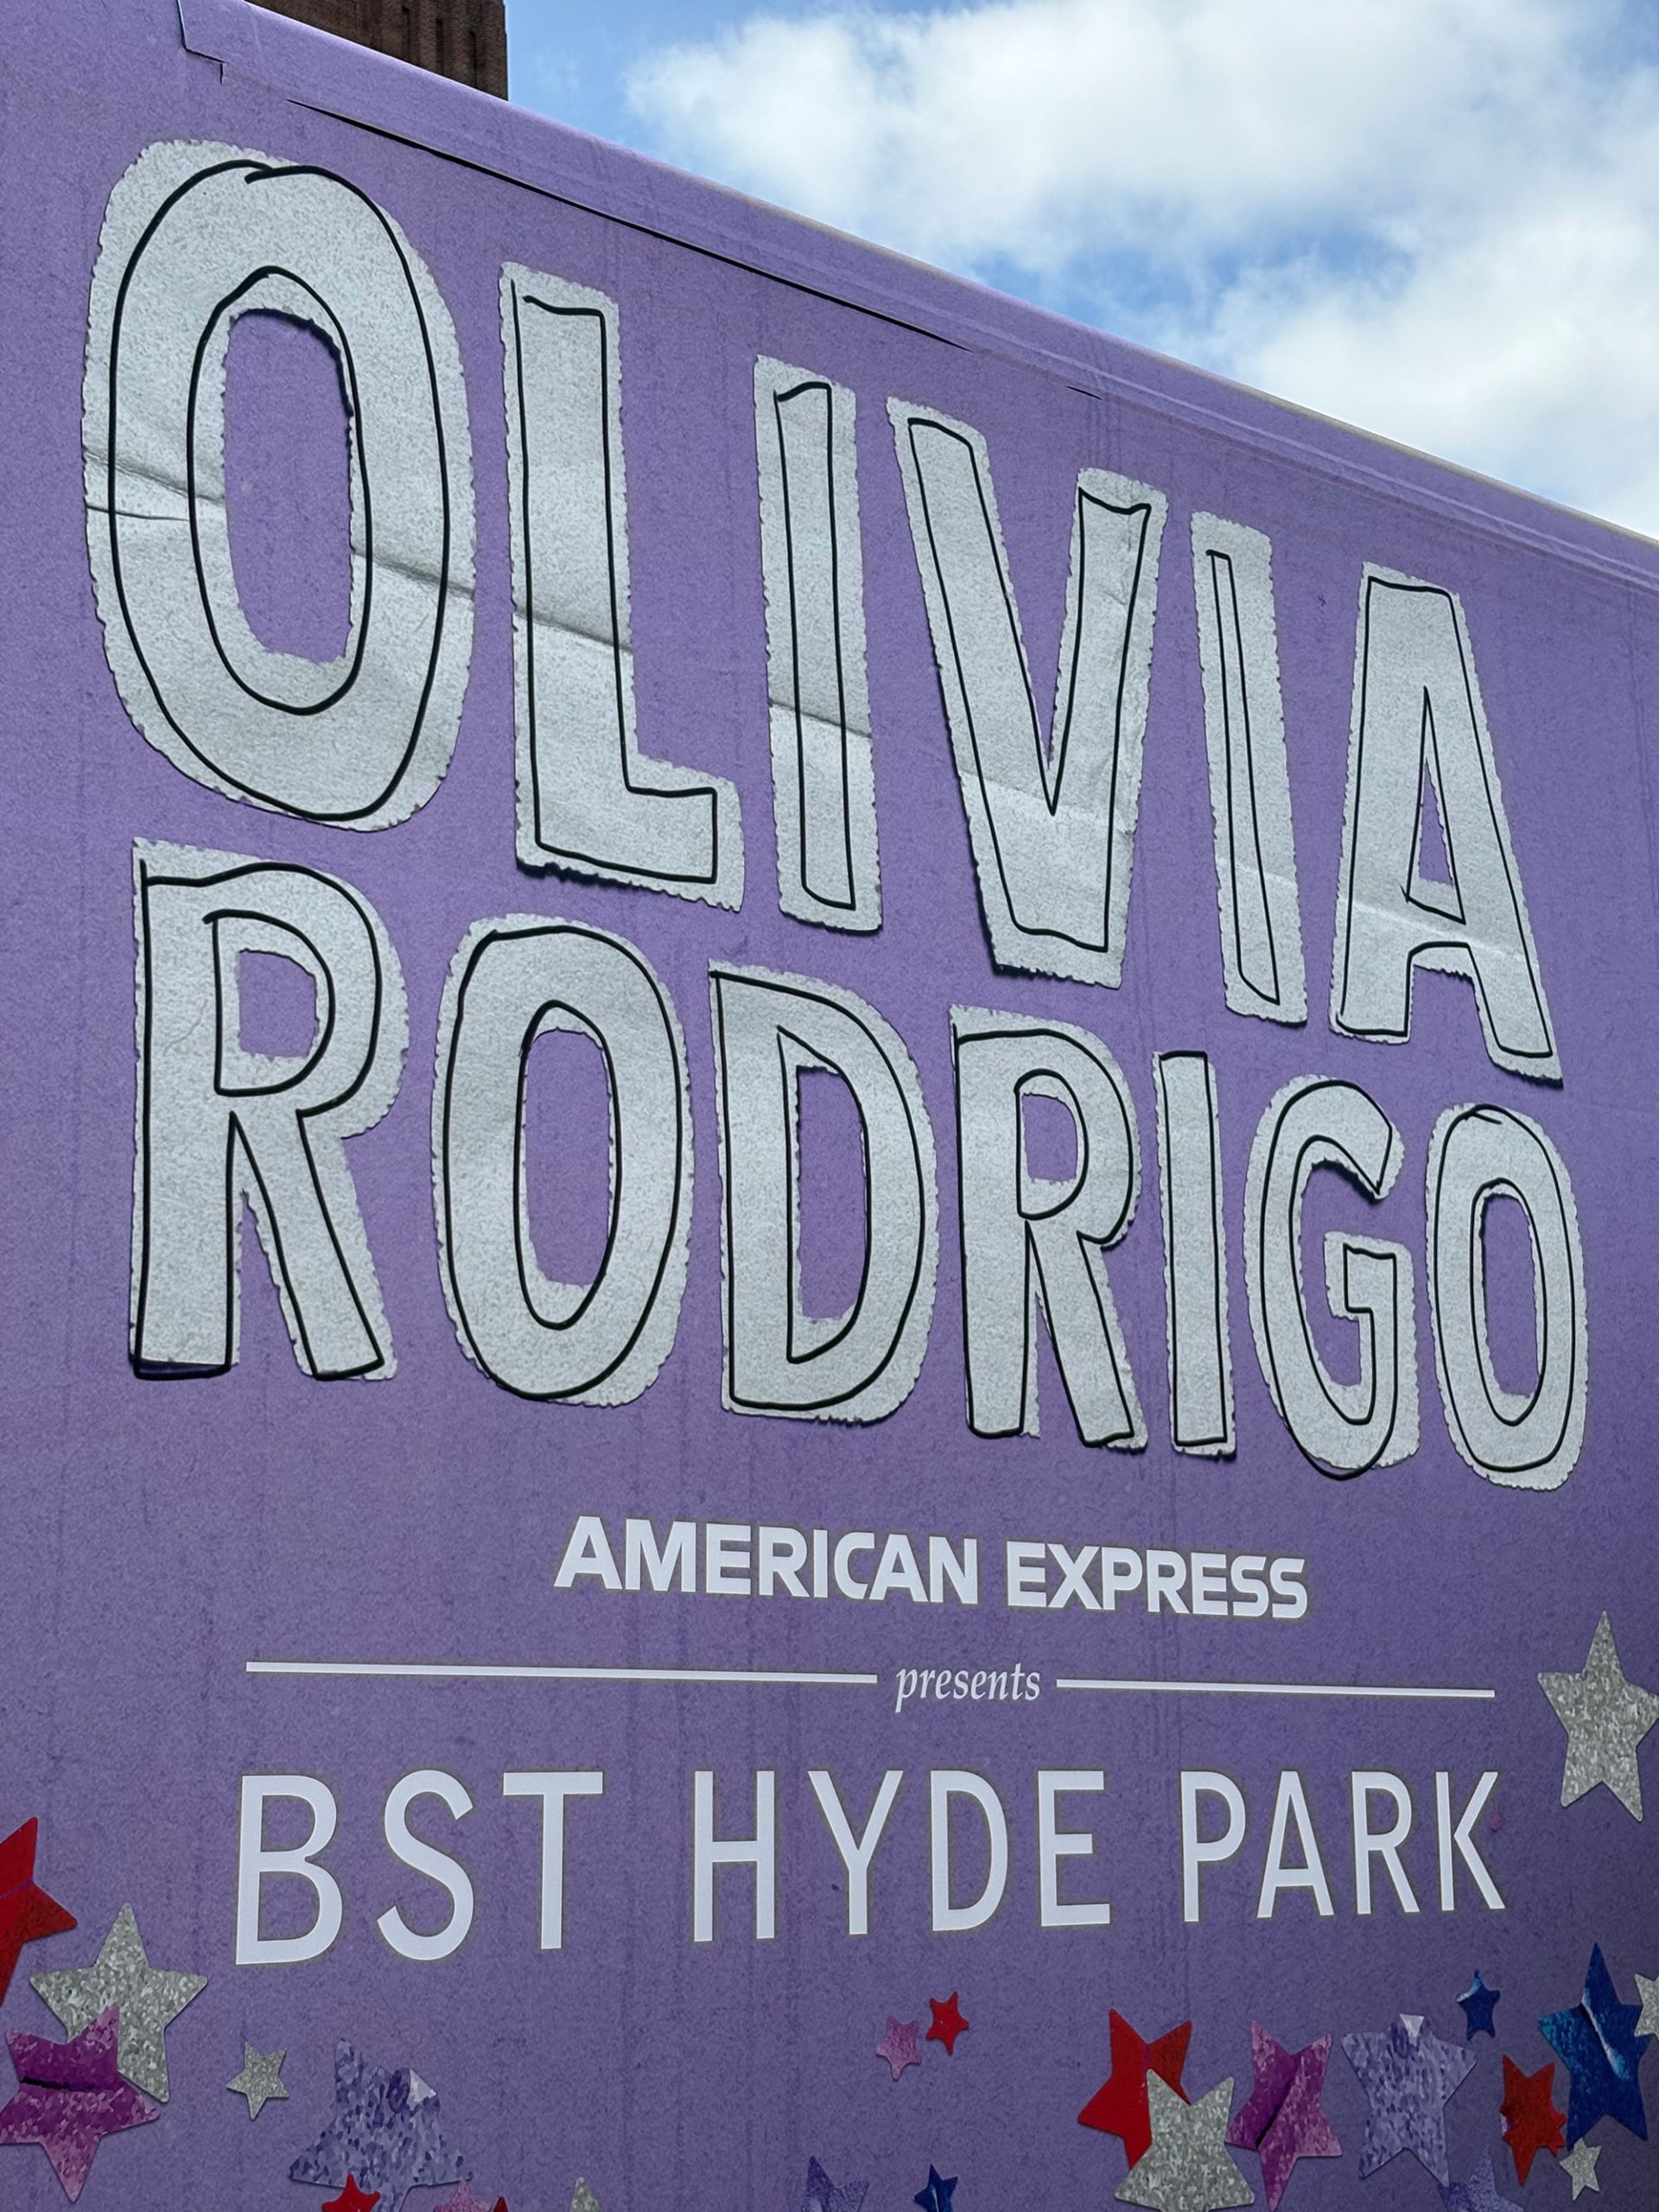 OLIVIA
RODRIGO
AMERICAN EXPRESS
presents
BST HYDE PARK